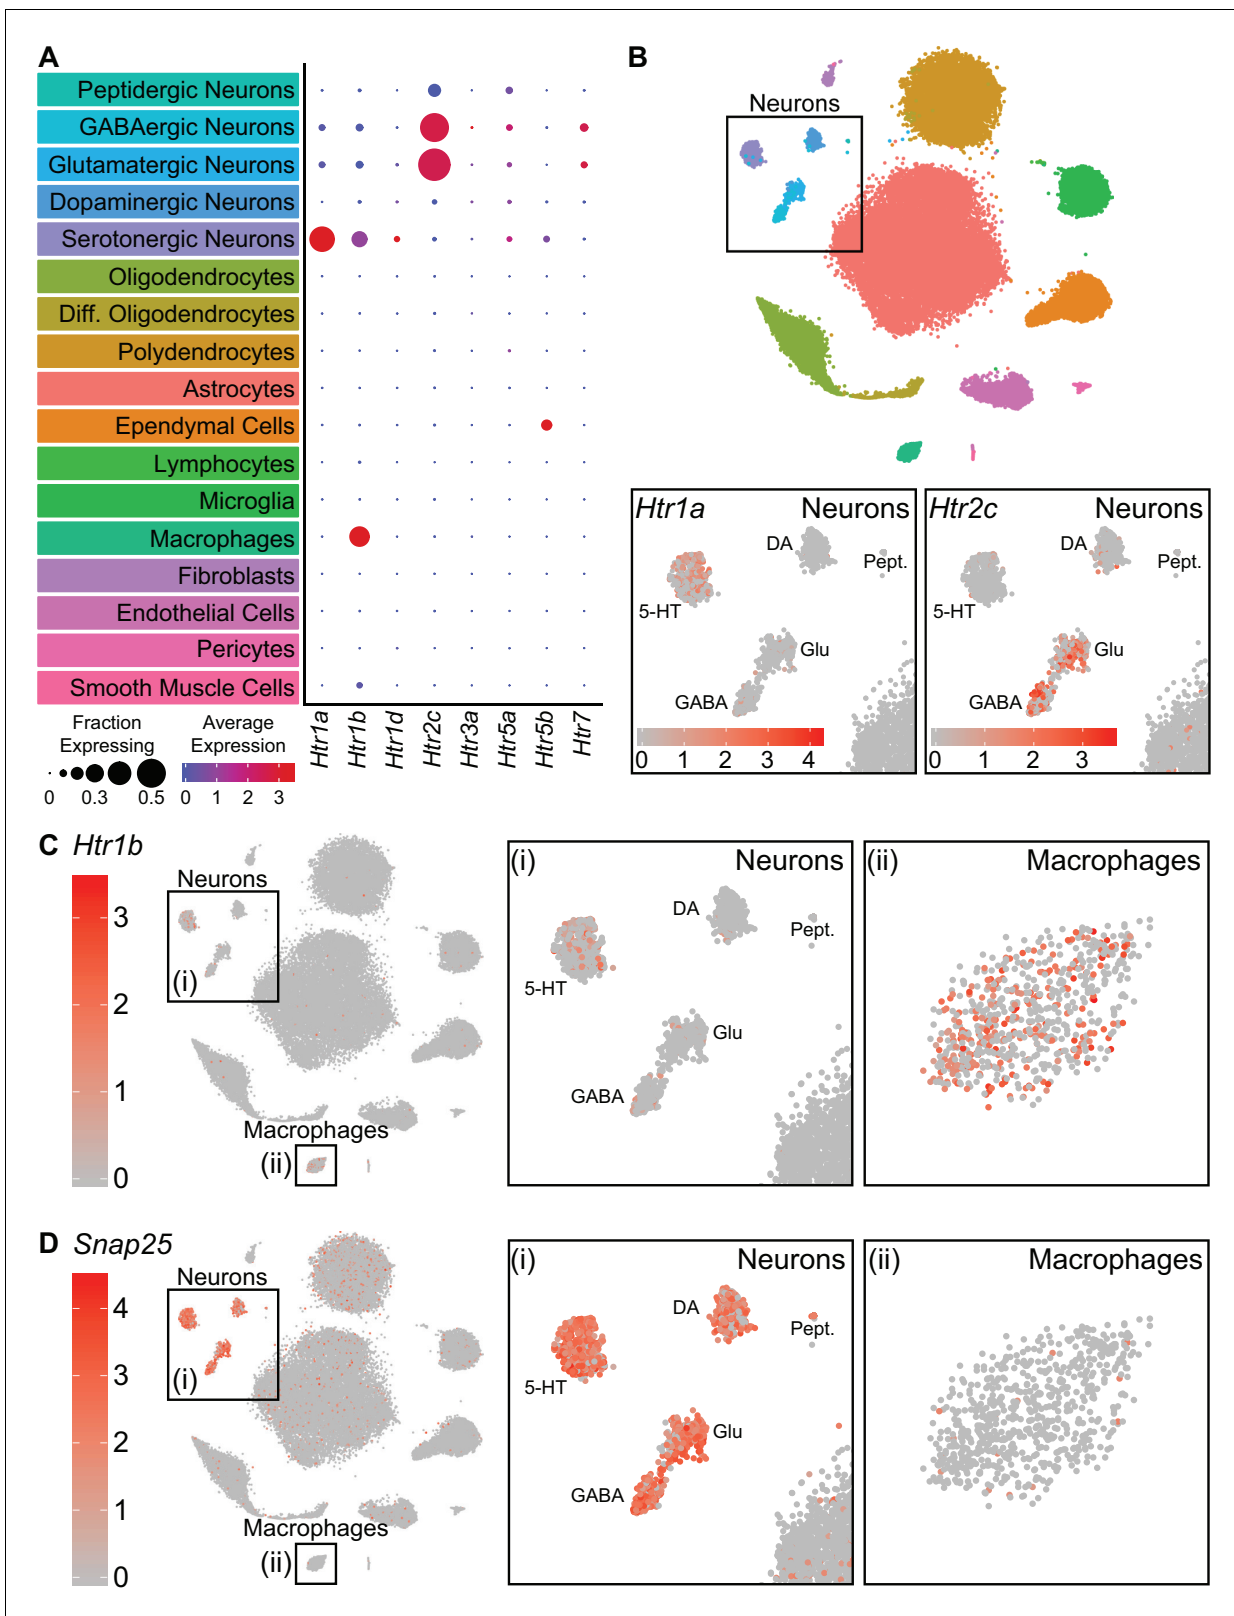 A
Peptidergic Neurons
GABAergic Neurons
Glutamatergic Neurons
Dopaminergic Neurons
Serotonergic Neurons
Oligodendrocytes
Diff. Oligodendrocytes
Polydendrocytes
Astrocytes
Ependymal Cells
Lymphocytes
Microglia
Macrophages
Fibroblasts
Endothelial Cells
Pericytes
Smooth Muscle Cells
Htr1a
Htr1b
Htr1d
Htr2c
Htr3a
Htr5a
Htr5b
Htr7
Fraction
Expressing
0 0.3 0.5
Average
Expression
0 1 2 3
B
Neurons
Htr1a Neurons
DA
Pept.
5-HT
Glu
GABA
0 1 2 3 4
Htr2c Neurons
DA
Pept.
5-HT
Glu
GABA
0 1 2 3
C Htr1b
3
2
1
0
Neurons
(i)
Macrophages
(ii)
(i) Neurons
DA
Pept.
5-HT
Glu
GABA
(ii) Macrophages
D Snap25
4
3
2
1
0
Neurons
(i)
Macrophages
(ii)
(i) Neurons
DA
Pept.
5-HT
Glu
GABA
(ii) Macrophages